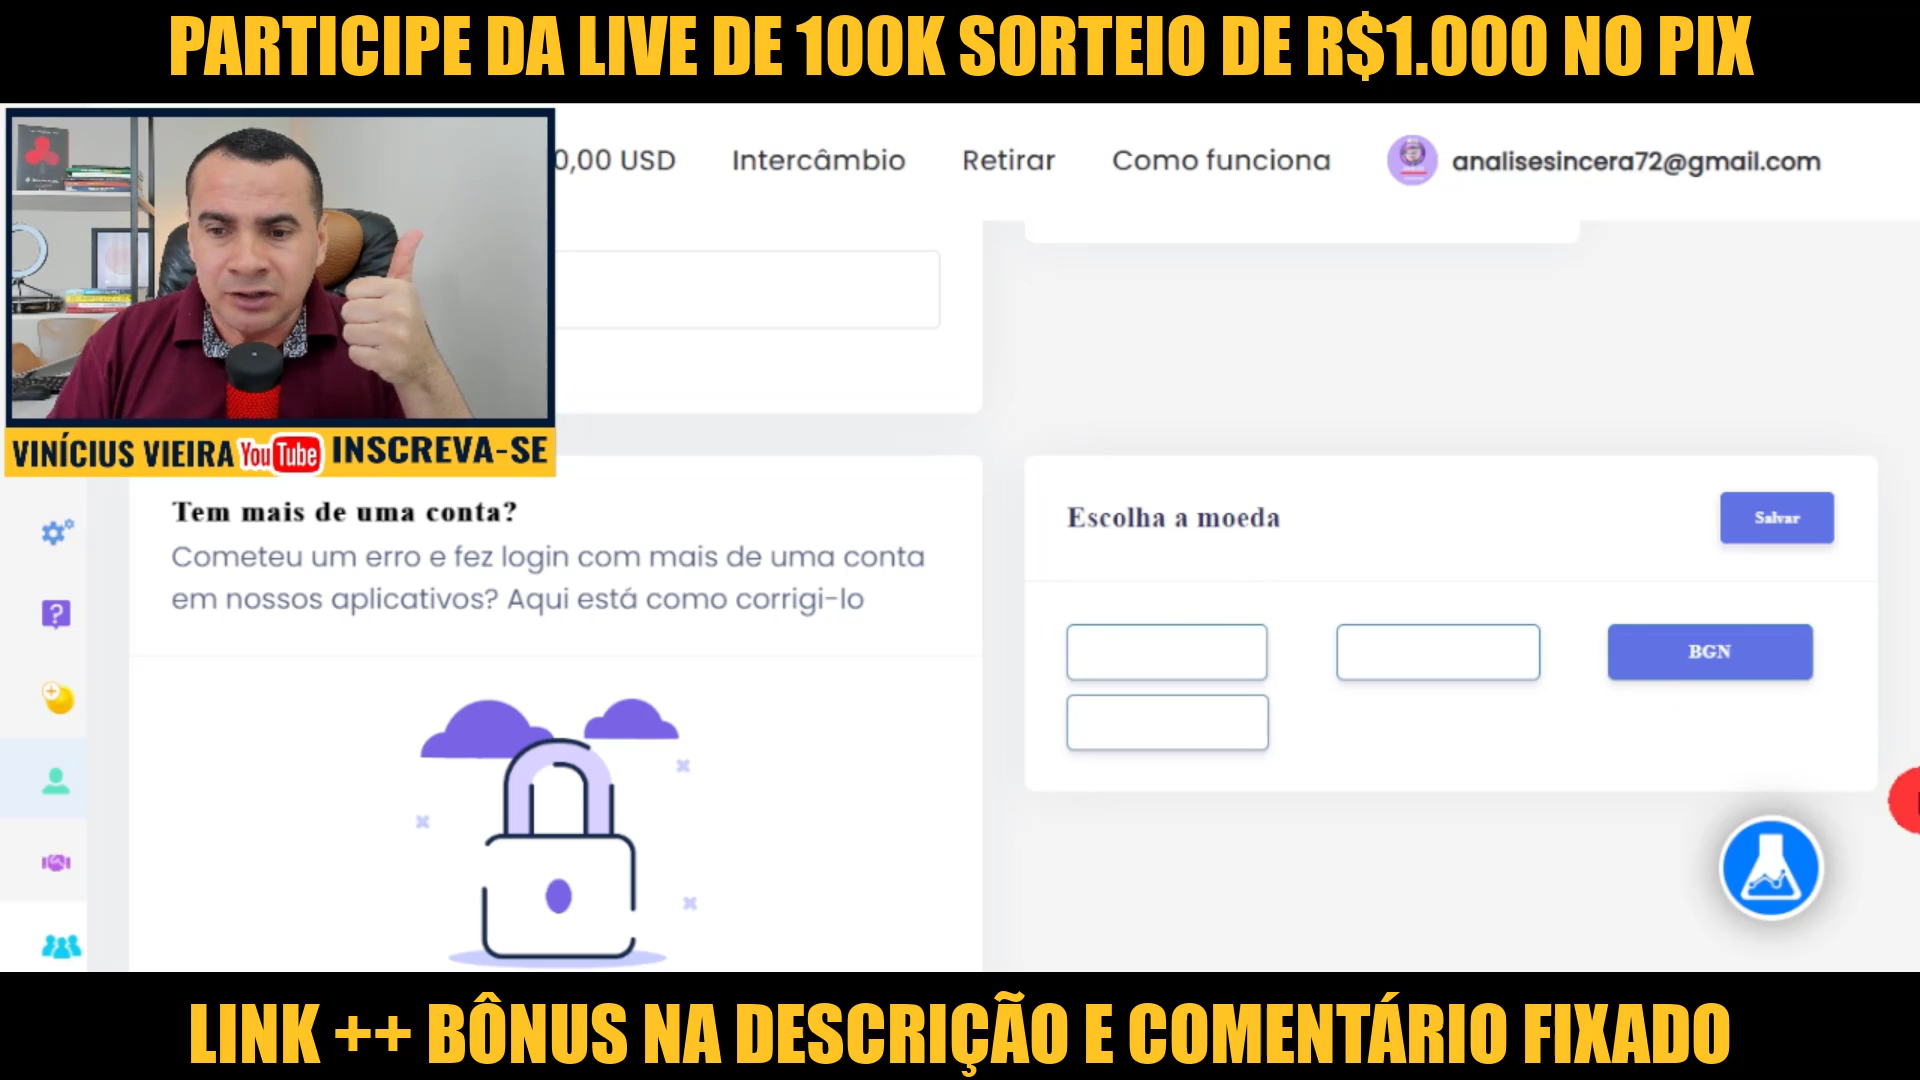 PARTICIPE DA LIVE DE 100K SORTEIO DE R$1.000 NO PIX
0,00 USD
Intercâmbio
Retirar
Como funciona
analisesincera72@gmail.com
VINÍCIUS VIEIRA YouTube INSCREVA-SE
Tem mais de uma conta?
Cometeu um erro e fez login com mais de uma conta
em nossos aplicativos? Aqui está como corrigi-lo
Escolha a moeda
Salvar
BGN
LINK ++ BÔNUS NA DESCRIÇÃO E COMENTÁRIO FIXADO